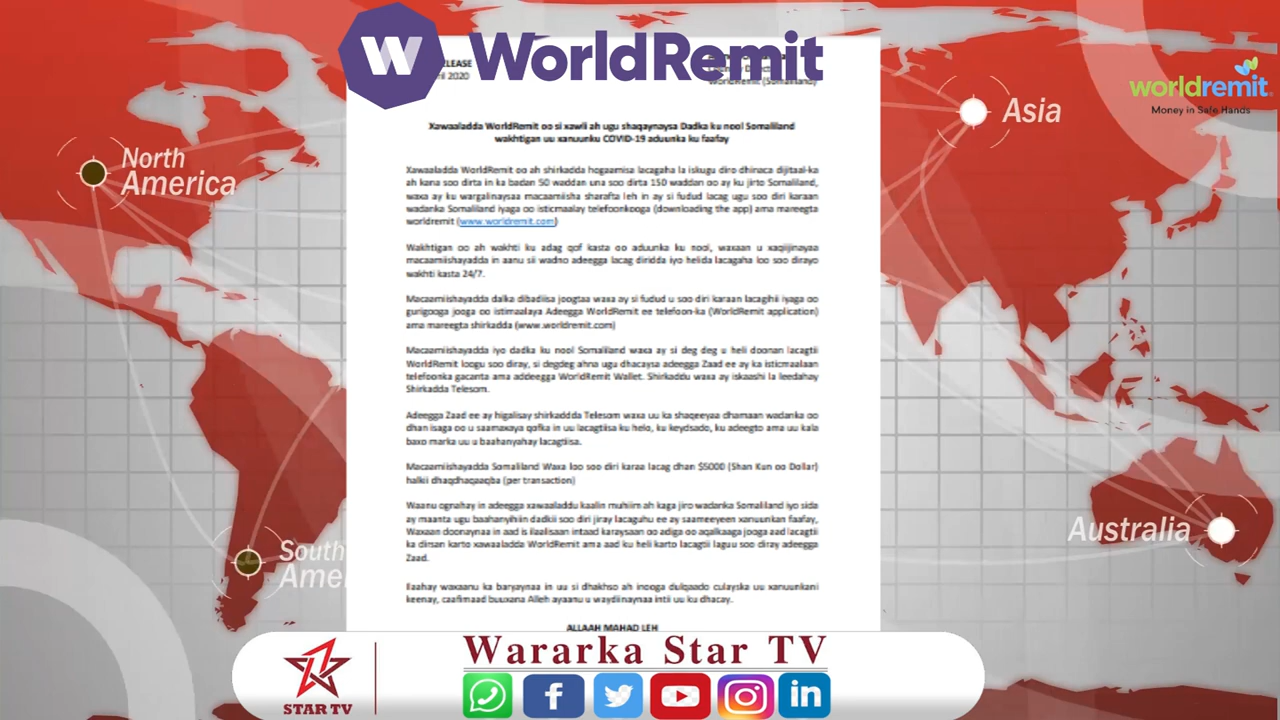 WorldRemit
ELEASE
ril 2020
WorldRemit (Somaliland)
worldremit
Money in Safe Hands
Asia
North
America
Australia
South
Amei
Xawaaladda WorldRemit oo si xawli ah ugu shaqaynaysa Dadka ku nool Somaliland
wakhtigan uu xanuunku COVID-19 aduunka ku faafay
Xawaaladda WorldRemit oo ah shirkadda hogaamisa lacagaha la iskugu diro dhinaca dijitaal-ka
ah kana soo dirta in ka badan 50 waddan una soo dirta 150 waddan oo ay ku jirto Somaliland,
waxa ay ku wargalinaysaa macaamiisha sharafta leh in ay si fudud lacag ugu soo diri karaan
wadanka Somaliland iyaga oo isticmaalay telefoonkooga (downloading the app) ama mareegta
worldremit (www.worldremit.com)
Wakhtigan oo ah wakhti ku adag qof kasta oo aduunka ku nool, waxaan u xaqiijinayaa
macaamiishayadda in aanu sii wadno adeegga lacag diridda iyo helida lacagaha loo soo dirayo
wakhti kasta 24/7.
Macaamiishayadda dalka dibadiisa joogtaa waxa ay si fudud u soo diri karaan lacagihii iyaga oo
gurigooga jooga oo istimaalaya Adeegga WorldRemit ee telefoon-ka (WorldRemit application)
ama mareegta shirkadda (www.worldremit.com)
Macaamiishayadda iyo dadka ku nool Somaliland waxa ay si deg deg u heli doonan lacagtii
WorldRemit loogu soo diray, si degdeg ahna ugu dhacaysa adeegga Zaad ee ay ka isticmaalaan
telefoonka gacanta ama addeegga WorldRemit Wallet. Shirkaddu waxa ay iskaashi la leedahay
Shirkadda Telesom.
Adeegga Zaad ee ay higalisay shirkaddda Telesom waxa uu ka shaqeeyaa dhamaan wadanka oo
dhan isaga oo u saamaxaya qofka in uu lacagtiisa ku helo, ku keydsado, ku adeegto ama uu kala
baxo marka uu u baahanyahay lacagtiisa.
Macaamiishayadda Somaliland Waxa loo soo diri karaa lacag dhan $5000 (Shan Kun oo Dollar)
halkii dhaqdhaqaaqba (per transaction)
Waanu ognahay in adeegga xawaaladdu kaalin muhiim ah kaga jiro wadanka Somaliland iyo sida
ay maanta ugu baahanyihiin dadkii soo diri jiray lacaguhu ee ay saameeyeen xanuunkan faafay,
Waxaan doonaynaa in aad is ilaalisaan intaad karaysaan oo adiga oo aqalkaaga jooga aad lacagtii
ka dirsan karto xawaaladda WorldRemit ama aad ku heli karto lacagtii laguu soo diray adeegga
Zaad.
Ilaahay waxaanu ka baryaynaa in uu si dhakhso ah inooga dulqaado culayska uu xanuunkani
keenay, caafimaad buuxana Alleh ayaanu u waydiinaynaa intii uu ku dhacay.
ALLAAH MAHAD LEH
STAR TV
Wararka Star TV